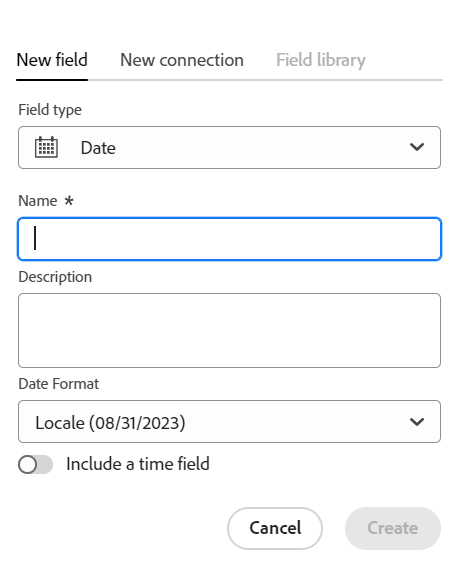 New field New connection Field library
Field type
Date
Name *
Description
Date Format
Locale (08/31/2023)
Include a time field
Cancel Create